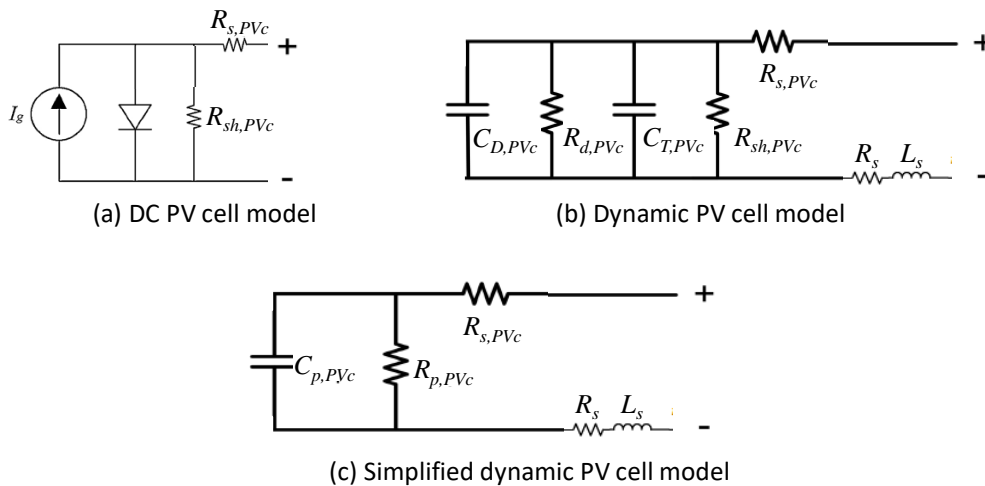 R_{s,PVc}
+
I_g
R_{sh,PVc}
-
(a) DC PV cell model
+
R_{s,PVc}
C_{D,PVc} R_{d,PVc} C_{T,PVc} R_{sh,PVc}
R_s L_s
-
(b) Dynamic PV cell model
+
R_{s,PVc}
C_{p,PVc} R_{p,PVc}
R_s L_s
-
(c) Simplified dynamic PV cell model